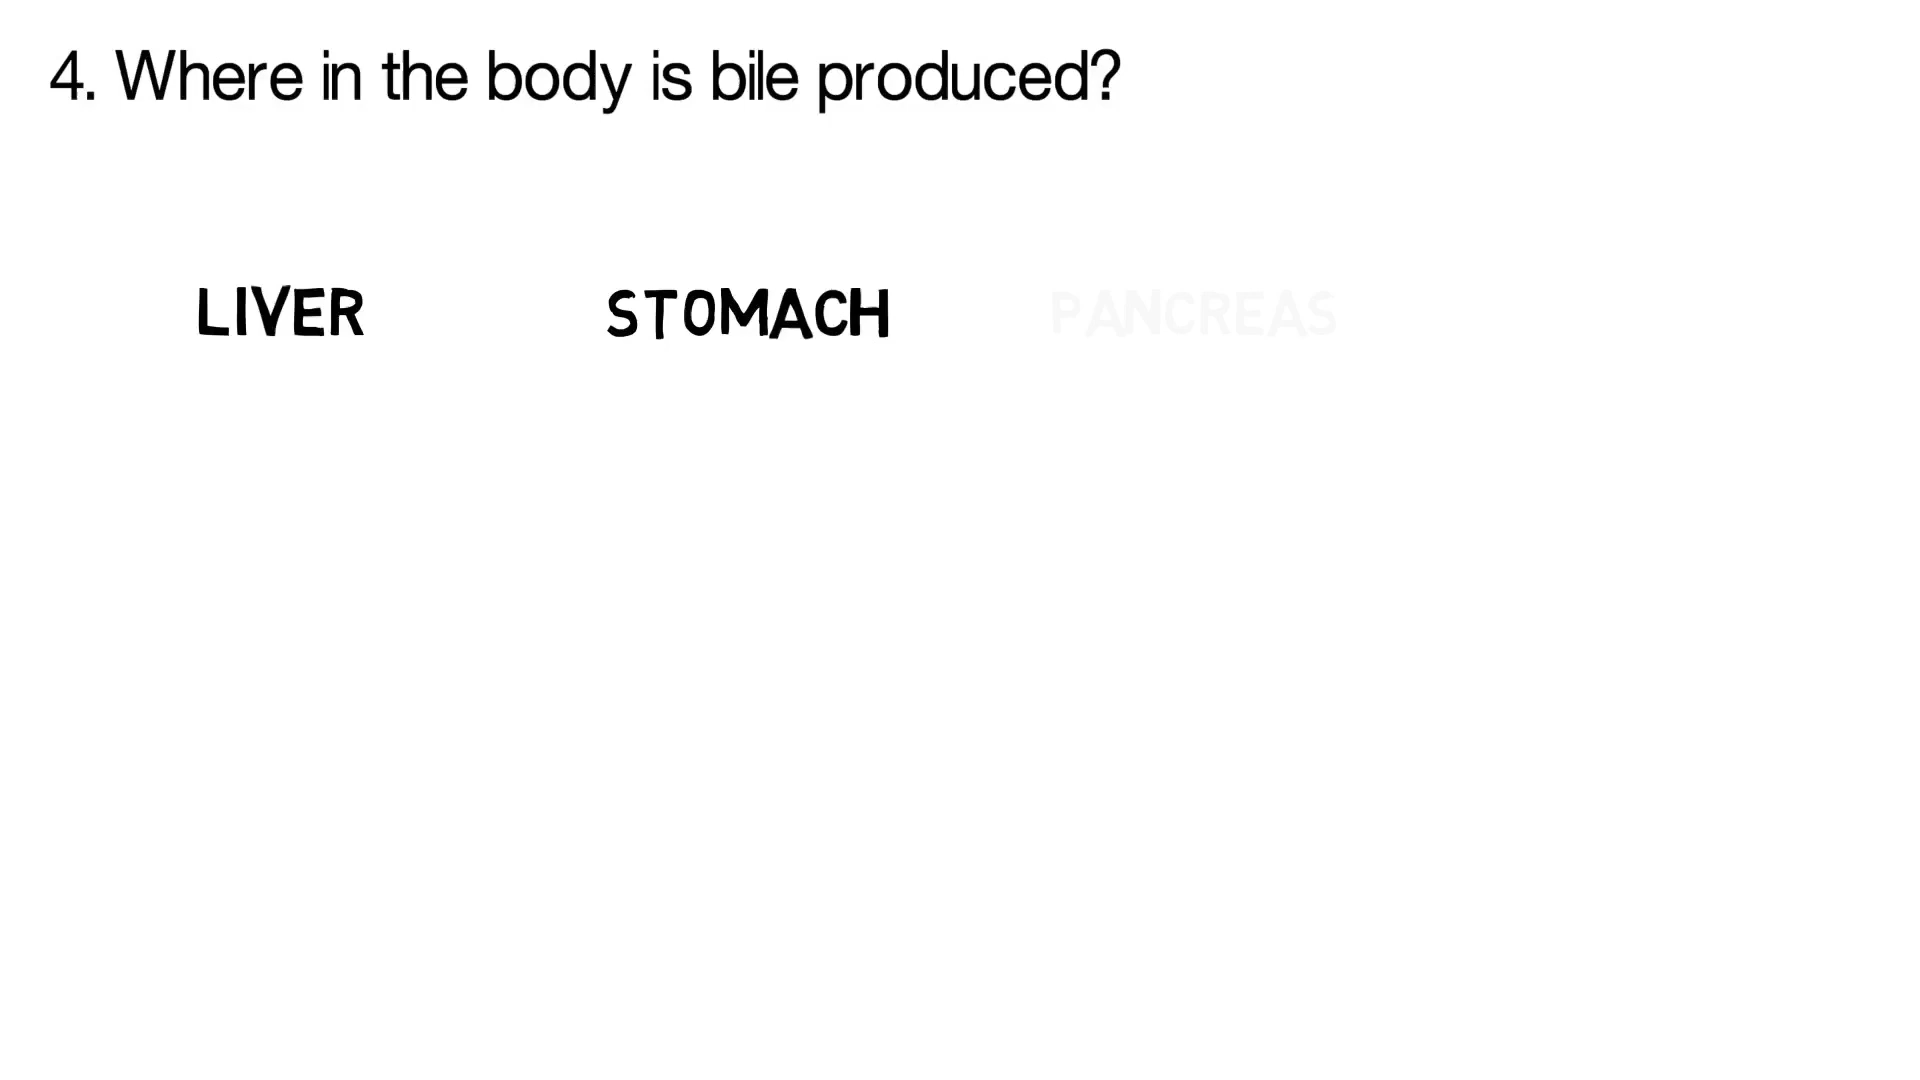 4. Where in the body is bile produced?
LIVER STOMACH PANCREAS